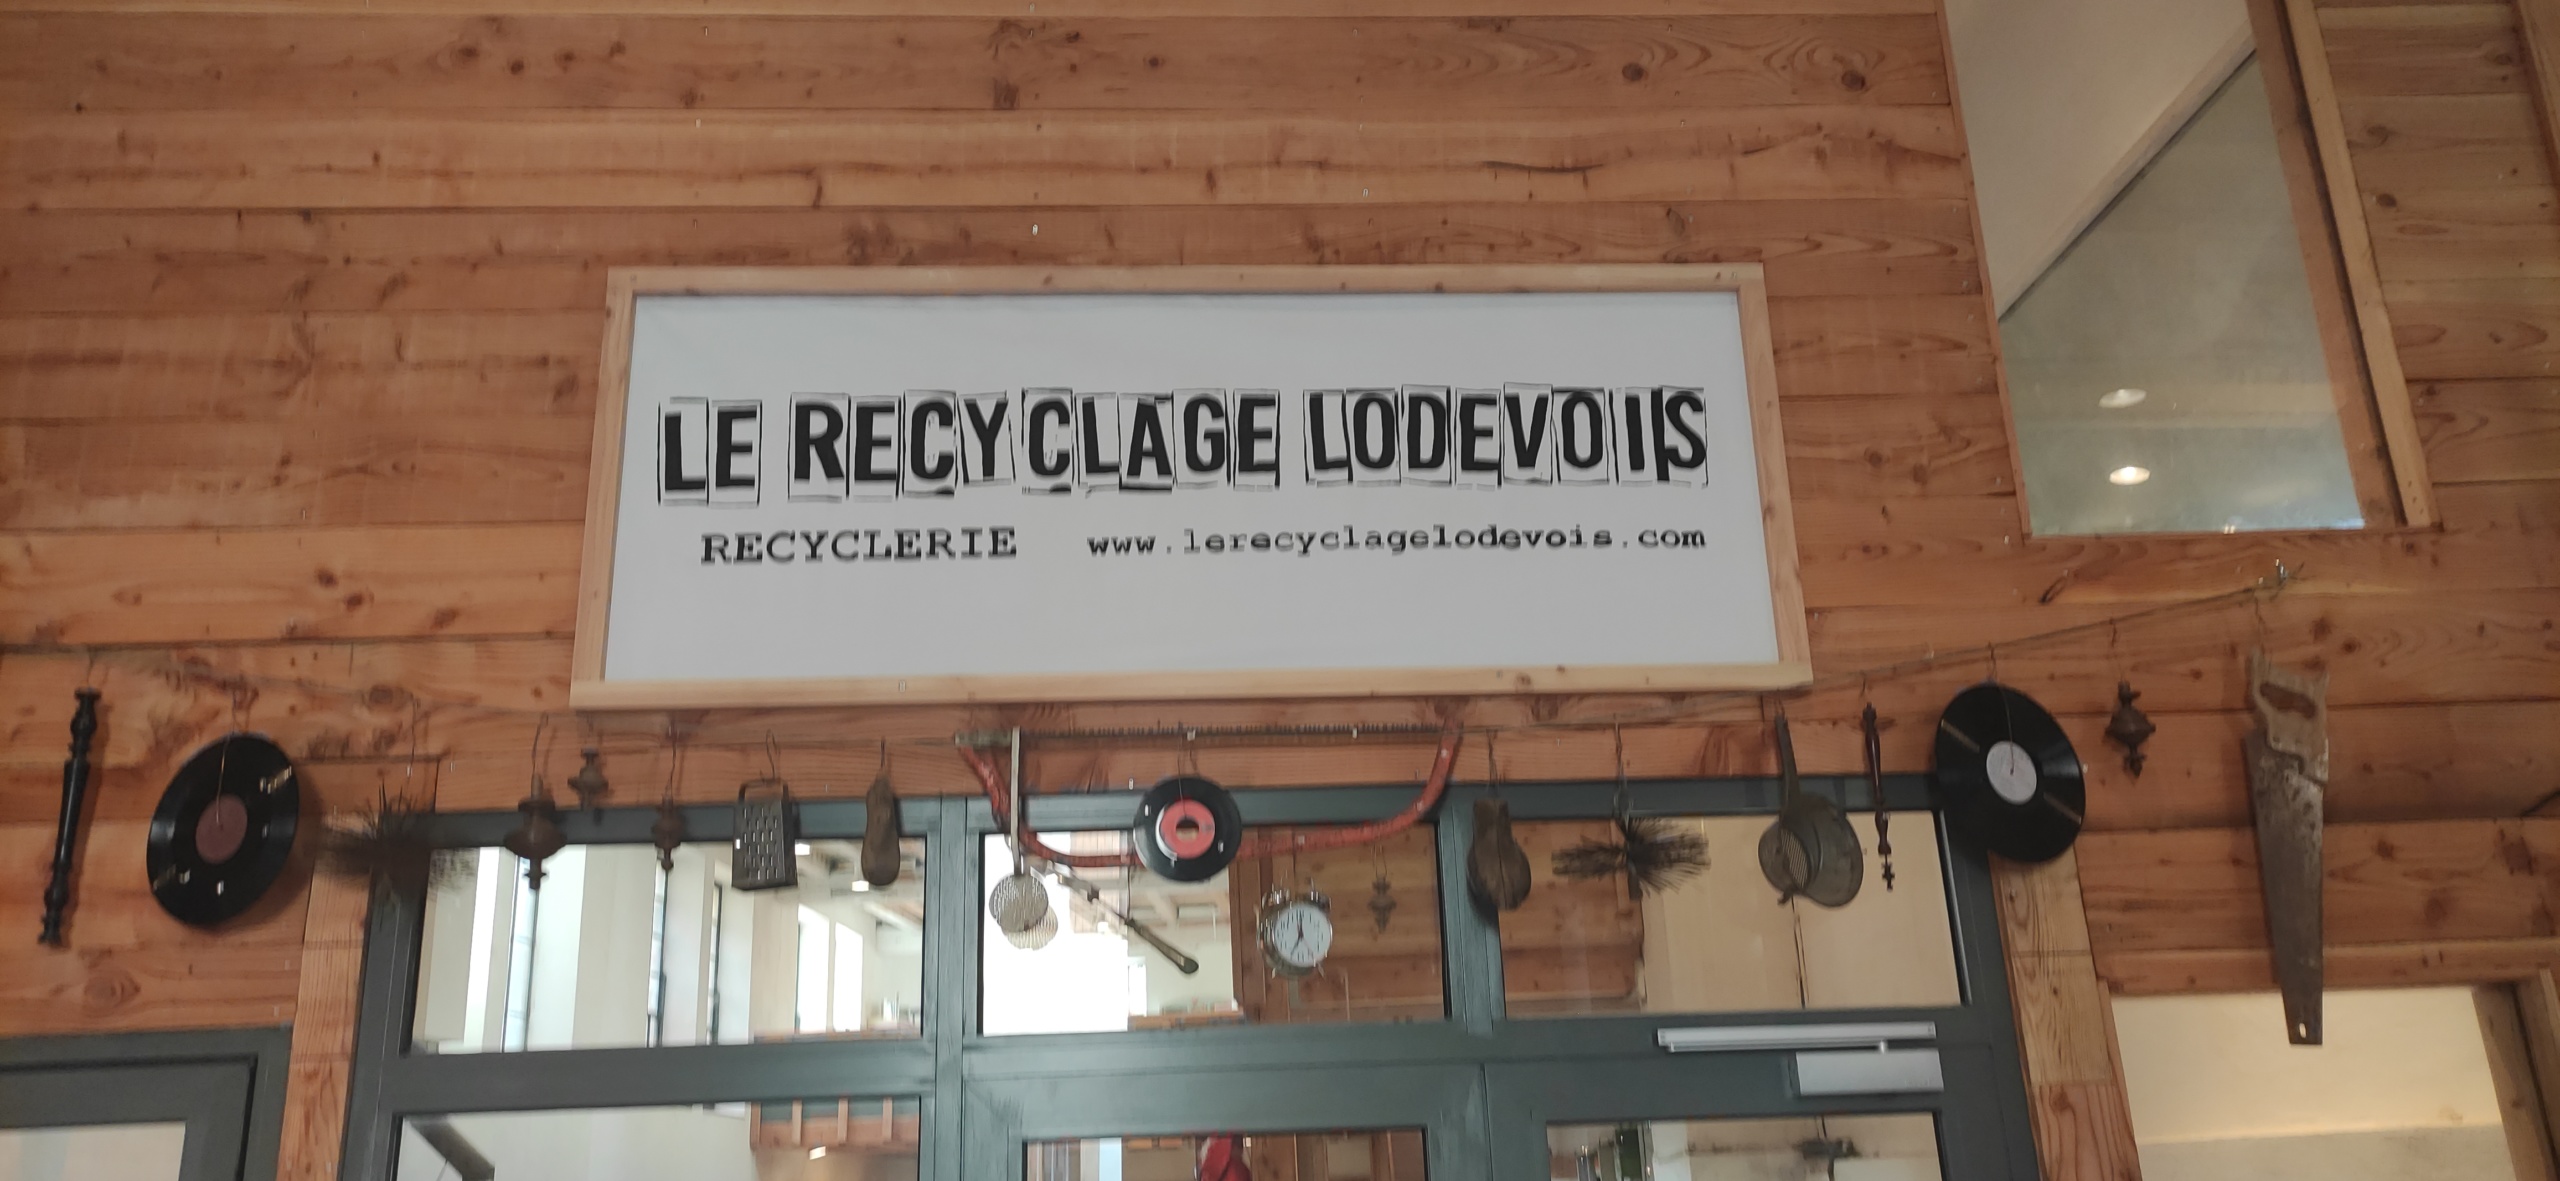 LE RECYCLAGE LODEVOIS
RECYCLERIE www.lerecyclagelodevois.com